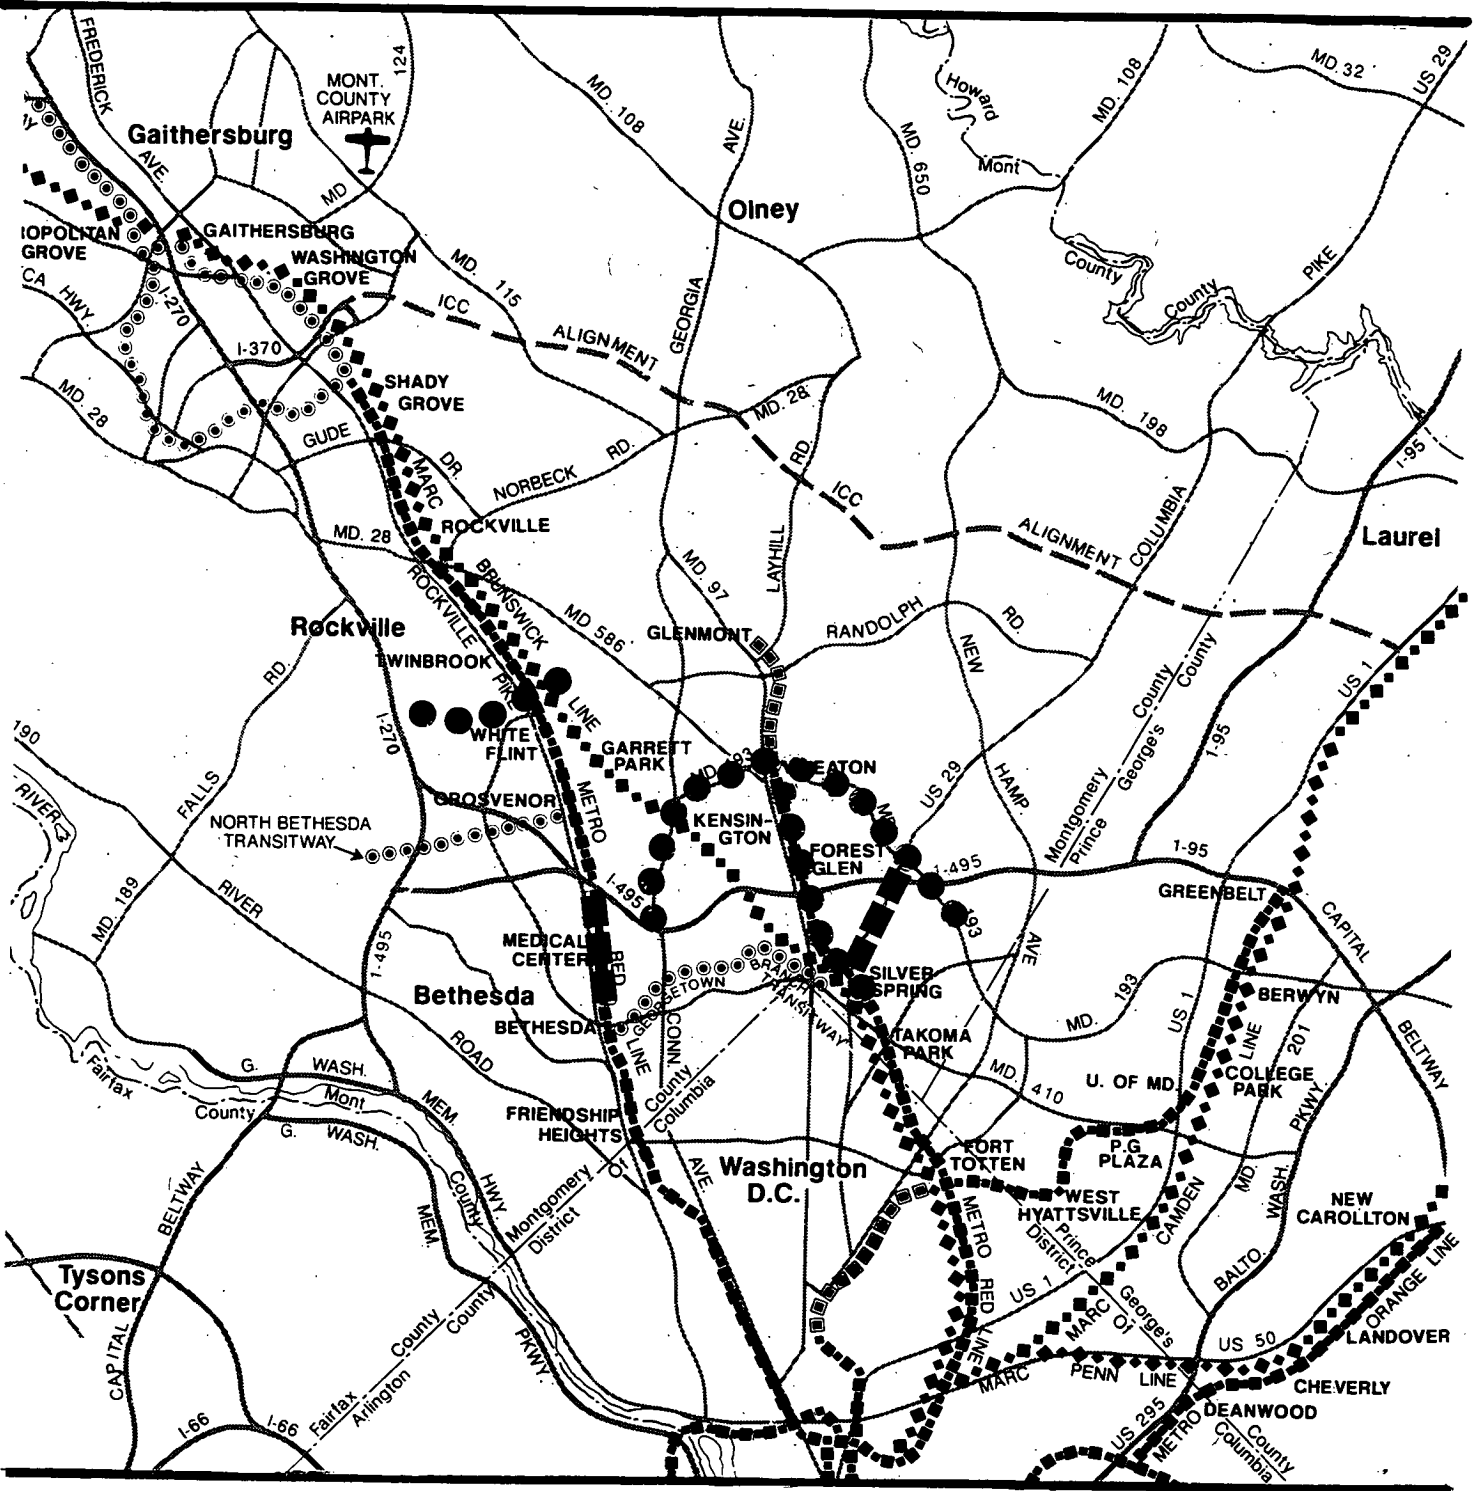 FREDERICK
AVE.
124
MONT.
COUNTY
AIRPARK
MD. 108
AVE.
MD. 650
Howard
Mont
MD. 108
MD. 32
US 29
Gaithersburg
MD
Olney
IOPOLITAN
GROVE
GAITHERSBURG
WASHINGTON
GROVE
MD. 115
County
County
PIKE
CA HWY.
I-270
ICC
ALIGNMENT
GEORGIA
I-370
MD. 28
SHADY
GROVE
MD. 28
MD. 198
GUDE
DR.
MARC
NORBECK RD.
RD.
I-95
ICC
COLUMBIA
ROCKVILLE
MD. 28
ALIGNMENT
Laurel
BRUNSWICK
ROCKVILLE
MD. 97
LAYHILL
Rockville
MD 586
GLENMONT
RANDOLPH
RD.
NEW
TWINBROOK
PIK
LINE
RD.
County
County
US 1
190
I-270
WHITE
FLINT
GARRETT
PARK
I-95
FALLS
MD. 193
EATON
US 29
HAMP.
Montgomery
Prince
George's
RIVER
GROSVENOR
METRO
NORTH BETHESDA
TRANSITWAY
KENSIN-
GTON
FOREST
GLEN
I-495
I-95
GREENBELT
MD. 189
RIVER
I-495
193
CAPITAL
MEDICAL
CENTER
RED
AVE
I-495
Bethesda
BRANCH
SILVER
SPRING
BERWYN
GEORGETOWN
TRANSITWAY
MD.
193
US 1
BETHESDA
LINE
CONN
TAKOMA
PARK
LINE
201
BELTWAY
ROAD
Fairfax
G. WASH.
MEM.
County
Columbia
MD. 410
U. OF MD.
COLLEGE
PARK
County
Mont
FRIENDSHIP
HEIGHTS
PKWY.
G. WASH.
HWY.
FORT
TOTTEN
P.G.
PLAZA
Of
AVE.
Washington
D.C.
BELTWAY
MEM.
County
Montgomery
District
WEST
HYATTSVILLE
CAMDEN
MD.
WASH.
NEW
CAROLLTON
METRO
Prince
District
Tysons
Corner
RED
US 1
George's
Of
BALTO.
ORANGE LINE
County
County
MARC
US 50
LANDOVER
CAPITAL
PKWY.
LINE
MARC
PENN
LINE
CHEVERLY
Fairfax
Arlington
I-66
I-66
US 295
METRO
DEANWOOD
County
Columbia